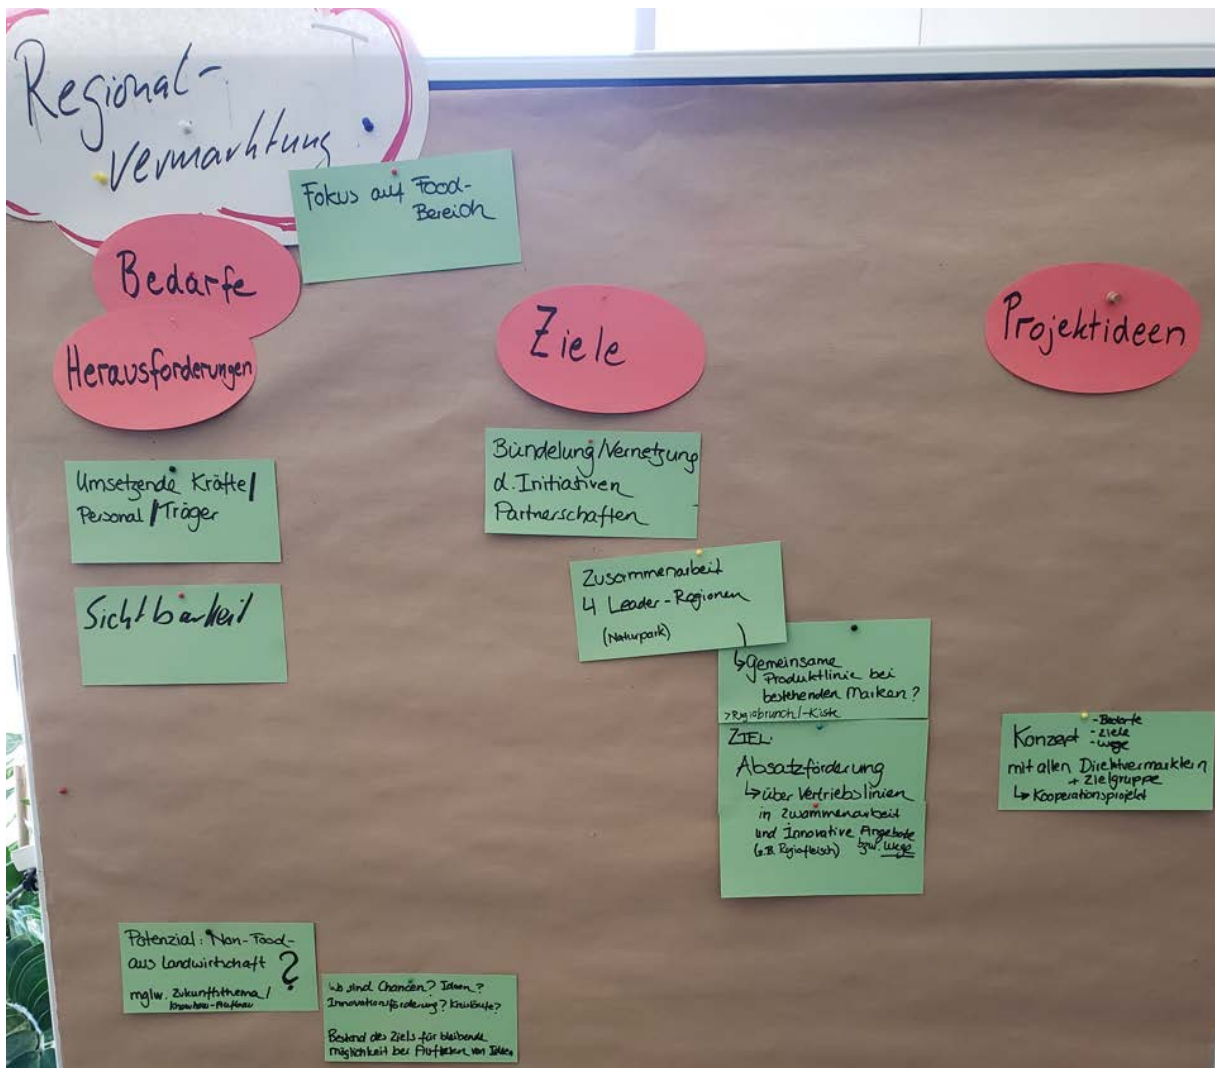 Regional-
vermarktung
Fokus auf Food-
Bereich
Bedarfe
Herausforderungen
Umsetzende Kräfte/
Personal/Träger
Sichtbarkeit
Ziele
Bündelung/Vernetzung
d. Initiativen
Partnerschaften
Zusammenarbeit
4 Leader-Regionen
(Naturpark)
↳ gemeinsame
Produktlinie bei
bestehenden Marken?
> Regiobrunch/-Kiste
ZIEL:
Absatzförderung
↳ über Vertriebslinien
in Zusammenarbeit
und Innovative Angebote
(z.B. Regiofleisch) bzw. Wege
Projektideen
Konzept - Bedarfe
- Ziele
- Wege
mit allen Direktvermarktern
+ Zielgruppe
↳ Kooperationsprojekt
Potenzial: Non-Food-
aus Landwirtschaft ?
mglw. Zukunftsthema/
Knowhow-Aufbau
Wo sind Chancen? Ideen?
Innovationsförderung? Kreisläufe?
Bestand des Ziels für bleibende
möglichkeit bei Auftreten von Ideen